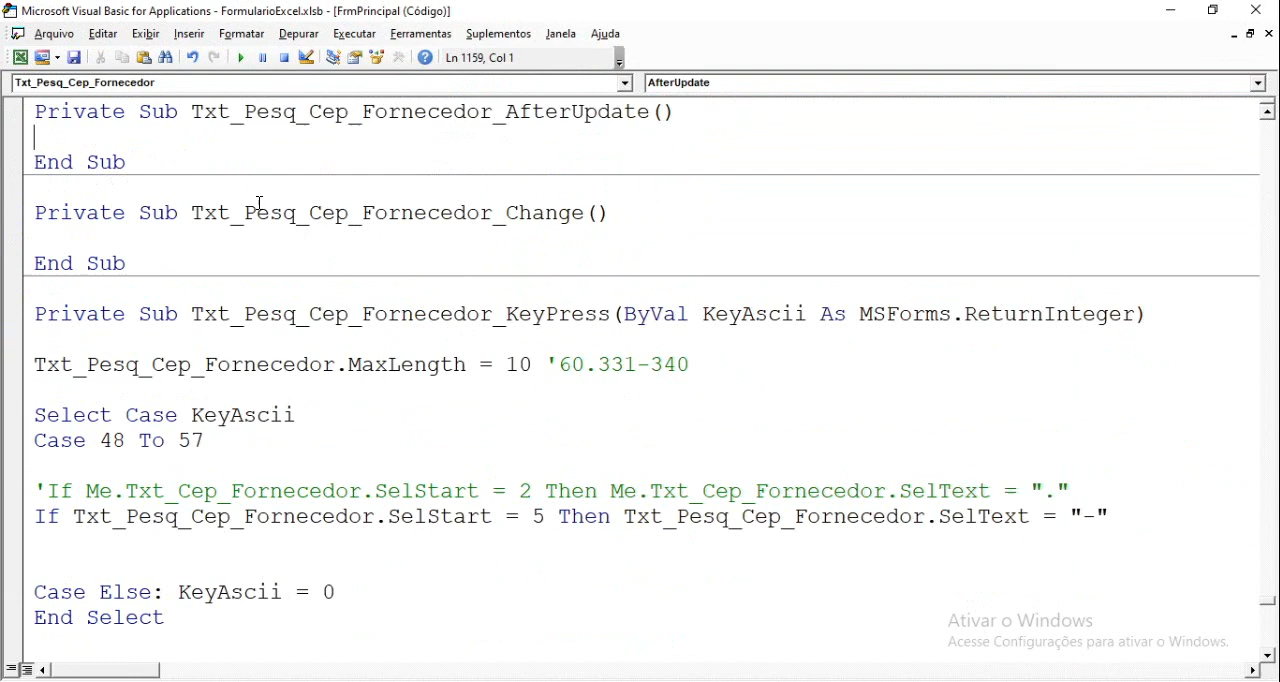 Microsoft Visual Basic for Applications - FormularioExcel.xlsb - [FrmPrincipal (Código)]
Arquivo Editar Exibir Inserir Formatar Depurar Executar Ferramentas Suplementos Janela Ajuda
Ln 1159, Col 1
Txt_Pesq_Cep_Fornecedor AfterUpdate
Private Sub Txt_Pesq_Cep_Fornecedor_AfterUpdate()
End Sub
Private Sub Txt_Pesq_Cep_Fornecedor_Change()
End Sub
Private Sub Txt_Pesq_Cep_Fornecedor_KeyPress(ByVal KeyAscii As MSForms.ReturnInteger)
Txt_Pesq_Cep_Fornecedor.MaxLength = 10 '60.331-340
Select Case KeyAscii
Case 48 To 57
'If Me.Txt_Cep_Fornecedor.SelStart = 2 Then Me.Txt_Cep_Fornecedor.SelText = "."
If Txt_Pesq_Cep_Fornecedor.SelStart = 5 Then Txt_Pesq_Cep_Fornecedor.SelText = "-"
Case Else: KeyAscii = 0
End Select
Ativar o Windows
Acesse Configurações para ativar o Windows.